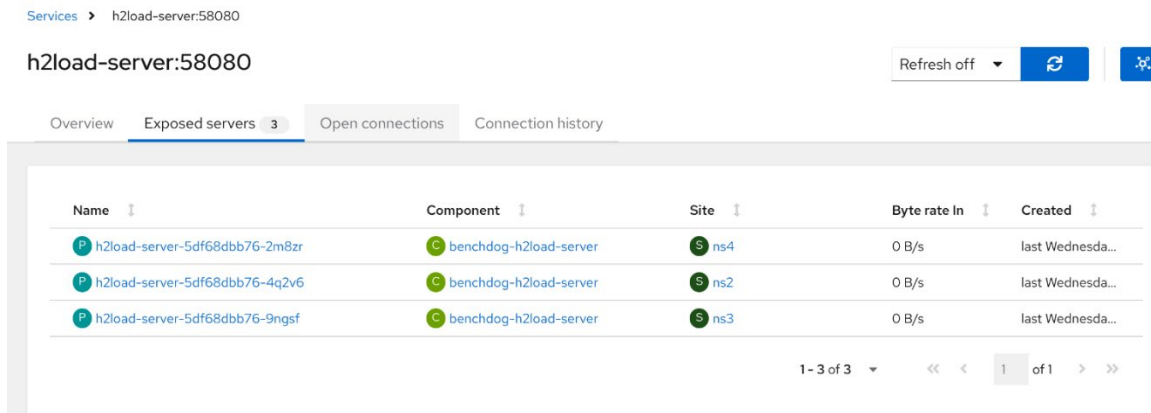 Services > h2load-server:58080
h2load-server:58080
Refresh off
Overview Exposed servers 3 Open connections Connection history
Name Component Site Byte rate In Created
P h2load-server-5df68dbb76-2m8zr C benchdog-h2load-server S ns4 0 B/s last Wednesda...
P h2load-server-5df68dbb76-4q2v6 C benchdog-h2load-server S ns2 0 B/s last Wednesda...
P h2load-server-5df68dbb76-9ngsf C benchdog-h2load-server S ns3 0 B/s last Wednesda...
1 - 3 of 3 << < 1 of 1 > >>